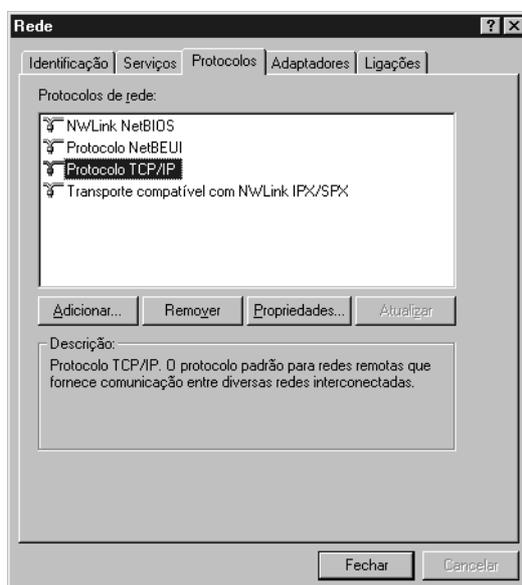 Rede
Identificação Serviços Protocolos Adaptadores Ligações
Protocolos de rede:
NWLink NetBIOS
Protocolo NetBEUI
Protocolo TCP/IP
Transporte compatível com NWLink IPX/SPX
Adicionar... Remover Propriedades... Atualizar
Descrição:
Protocolo TCP/IP. O protocolo padrão para redes remotas que
fornece comunicação entre diversas redes interconectadas.
Fechar Cancelar